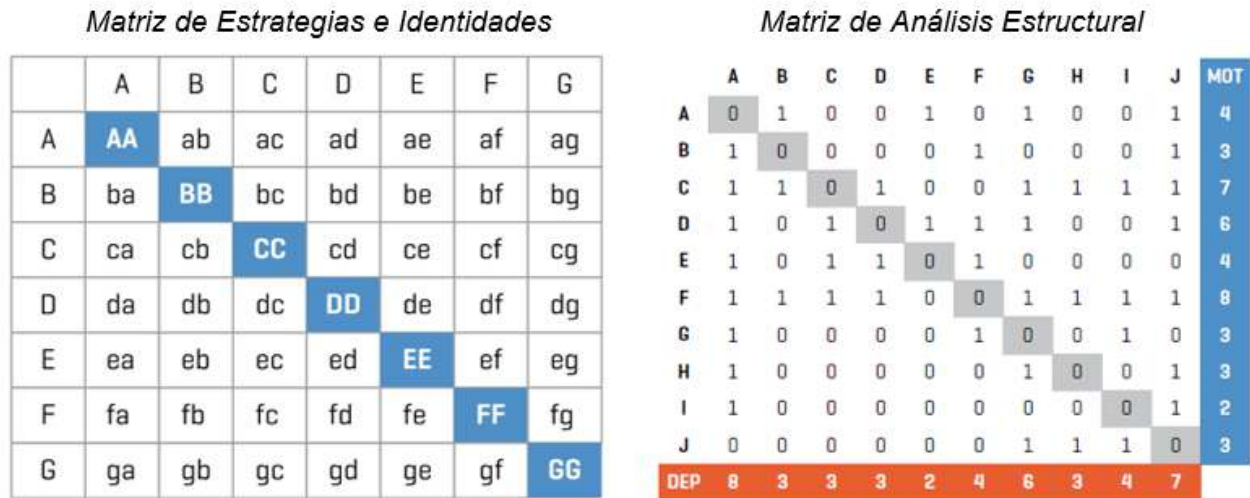 Matriz de Estrategias e Identidades
A B C D E F G
A AA ab ac ad ae af ag
B ba BB bc bd be bf bg
C ca cb CC cd ce cf cg
D da db dc DD de df dg
E ea eb ec ed EE ef eg
F fa fb fc fd fe FF fg
G ga gb gc gd ge gf GG
Matriz de Análisis Estructural
A B C D E F G H I J MOT
A 0 1 0 0 1 0 1 0 0 1 4
B 1 0 0 0 0 1 0 0 0 1 3
C 1 1 0 1 0 0 1 1 1 1 7
D 1 0 1 0 1 1 1 0 0 1 6
E 1 0 1 1 0 1 0 0 0 0 4
F 1 1 1 1 0 0 1 1 1 1 8
G 1 0 0 0 0 1 0 0 1 0 3
H 1 0 0 0 0 0 1 0 0 1 3
I 1 0 0 0 0 0 0 0 0 1 2
J 0 0 0 0 0 0 1 1 1 0 3
DEP 8 3 3 3 2 4 6 3 4 7